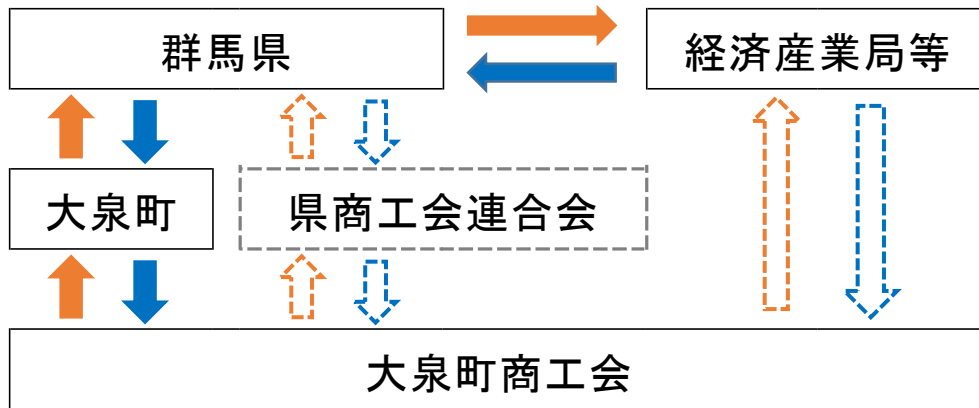 群馬県
経済産業局等
大泉町
県商工会連合会
大泉町商工会